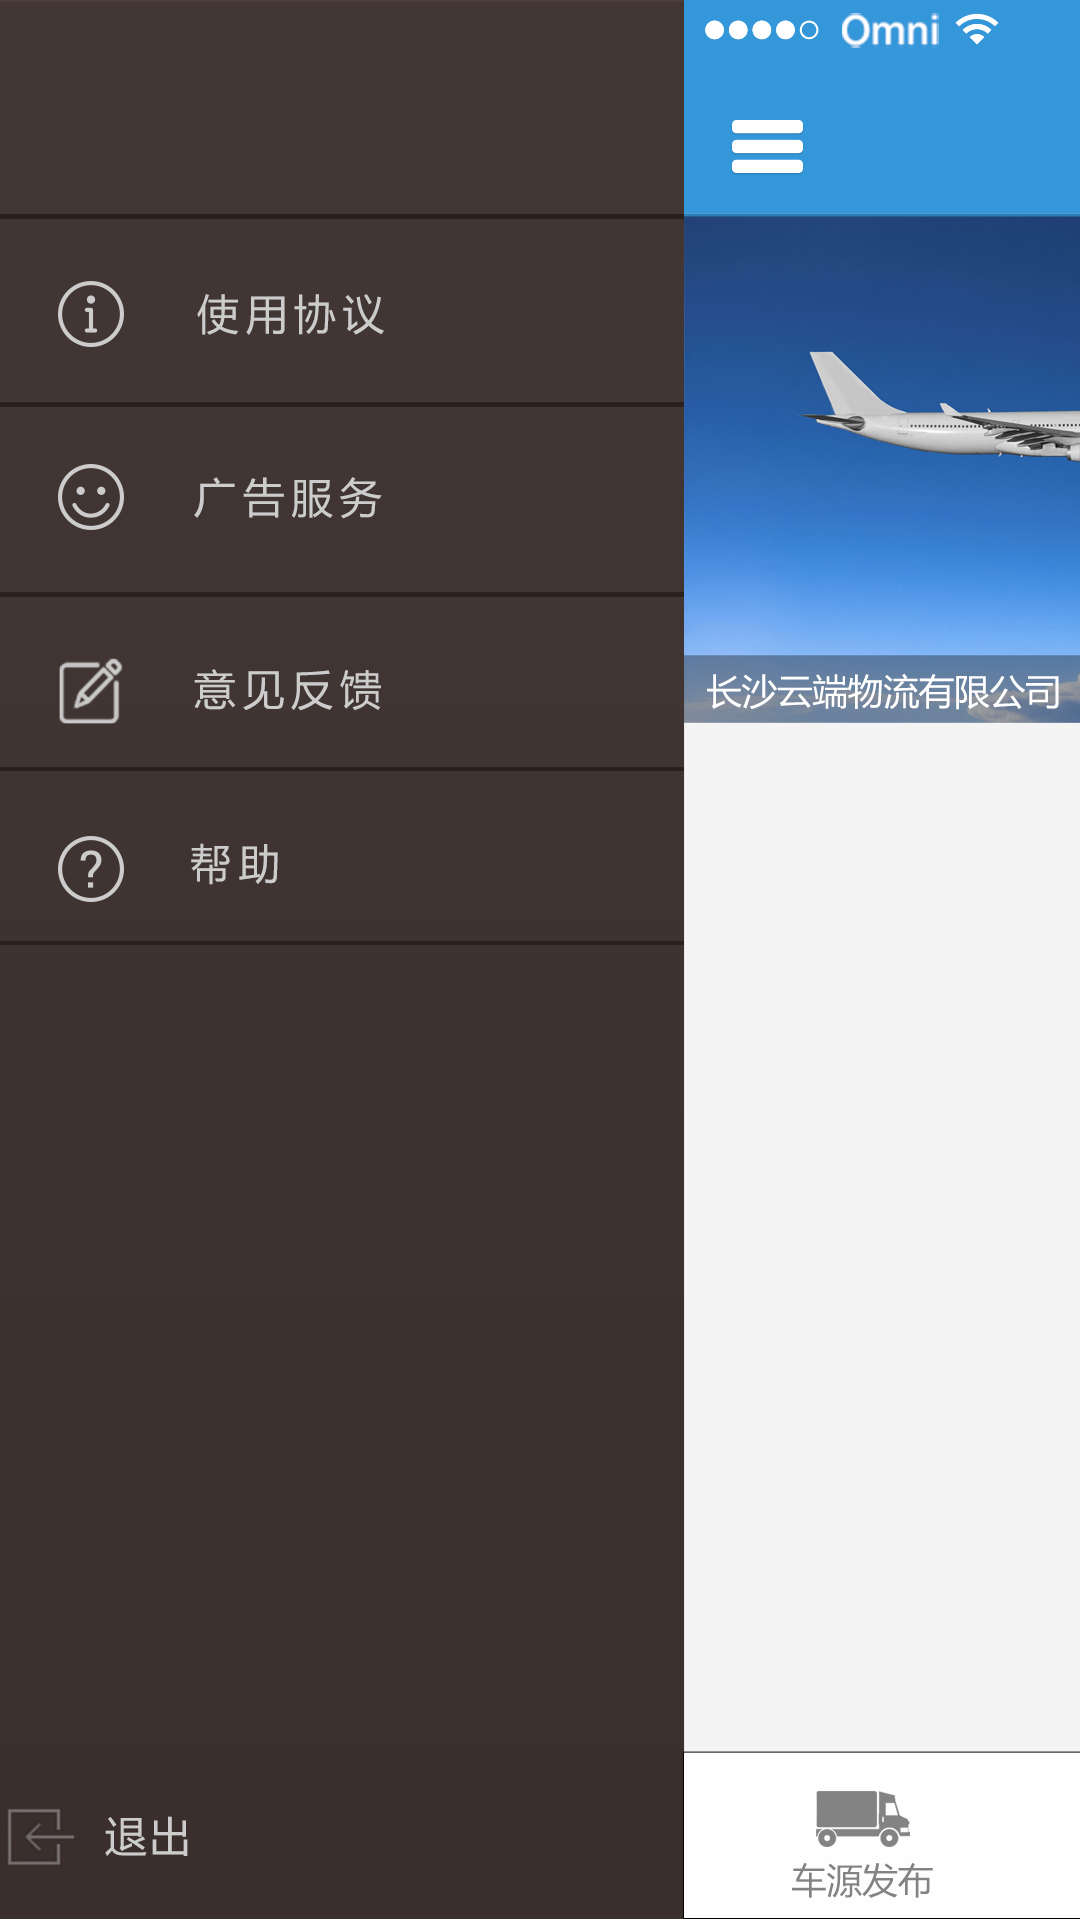 Omni
使用协议
广告服务
意见反馈
帮助
长沙云端物流有限公司
退出
车源发布